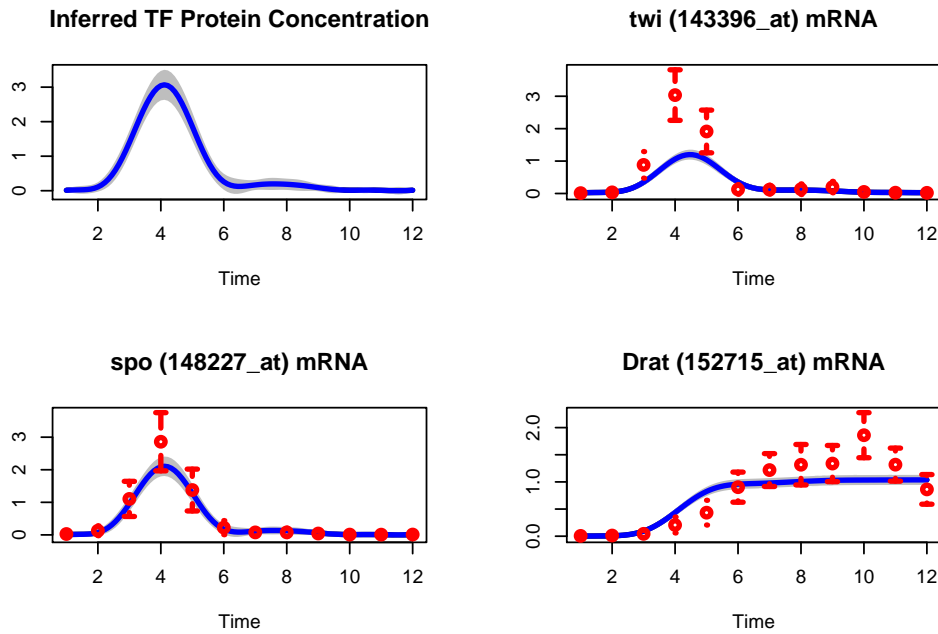 Inferred TF Protein Concentration
3
2
1
0
2 4 6 8 10 12
Time
twi (143396_at) mRNA
3
2
1
0
2 4 6 8 10 12
Time
spo (148227_at) mRNA
3
2
1
0
2 4 6 8 10 12
Time
Drat (152715_at) mRNA
2.0
1.0
0.0
2 4 6 8 10 12
Time